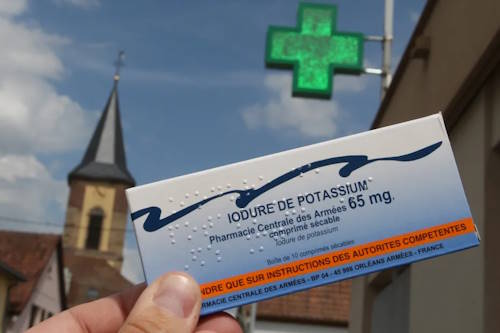 IODURE DE POTASSIUM
Pharmacie Centrale des Armées 65 mg,
comprimé sécable
Iodure de potassium
Boîte de 10 comprimés sécables
NDRE QUE SUR INSTRUCTIONS DES AUTORITES COMPETENTES
PHARMACIE CENTRALE DES ARMÉES - BP 04 - 45 998 ORLÉANS ARMÉES - FRANCE